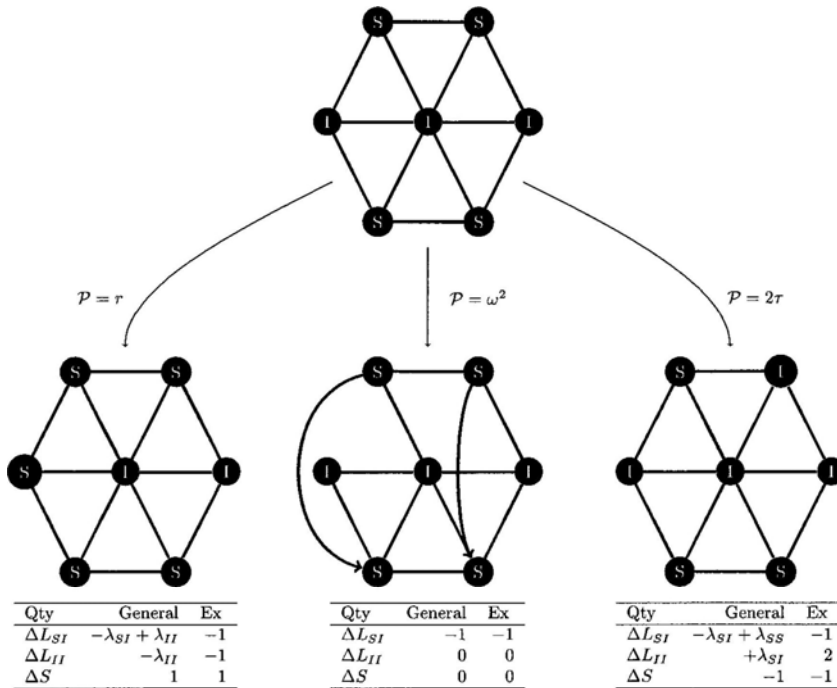 S S
I I I
S S
P = r
P = ω²
P = 2τ
S S
S I I
S S
S S
I I I
S S
S I
I I I
S S
Qty General Ex
ΔL_SI −λ_SI + λ_II −1
ΔL_II −λ_II −1
ΔS 1 1
Qty General Ex
ΔL_SI −1 −1
ΔL_II 0 0
ΔS 0 0
Qty General Ex
ΔL_SI −λ_SI + λ_SS −1
ΔL_II +λ_SI 2
ΔS −1 −1